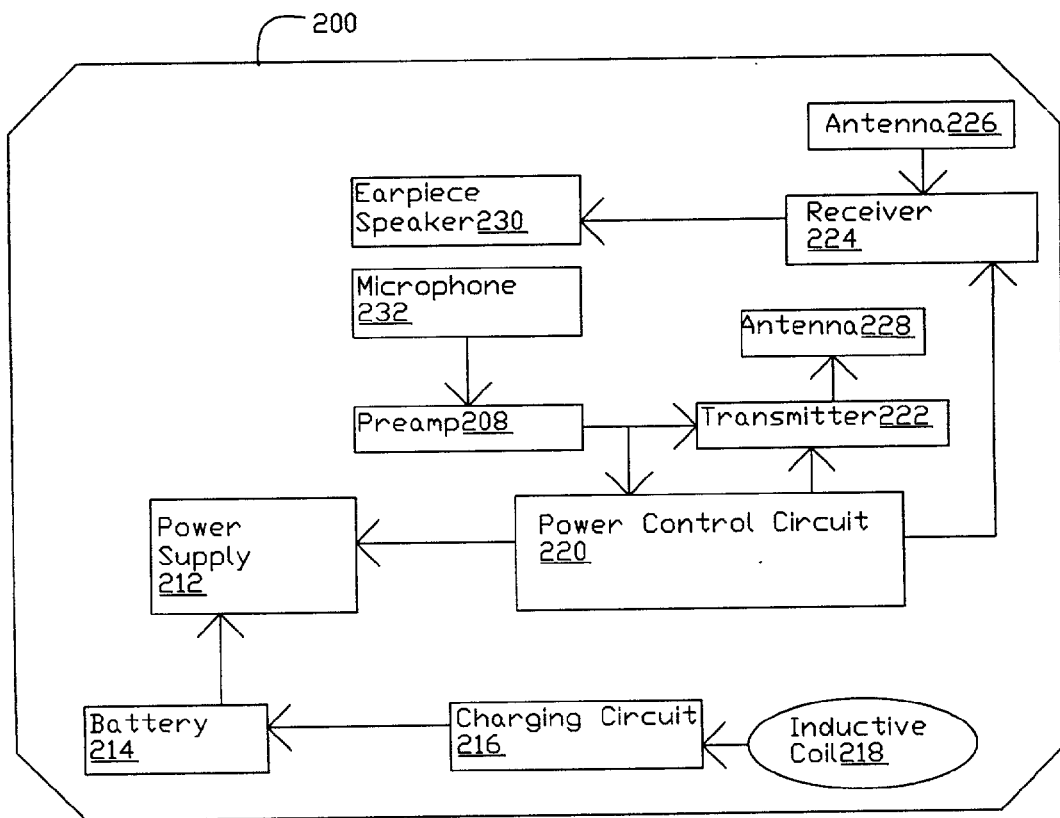 200
Antenna226
Earpiece
Speaker230
Receiver
224
Microphone
232
Antenna228
Preamp208
Transmitter222
Power
Supply
212
Power Control Circuit
220
Battery
214
Charging Circuit
216
Inductive
Coil218